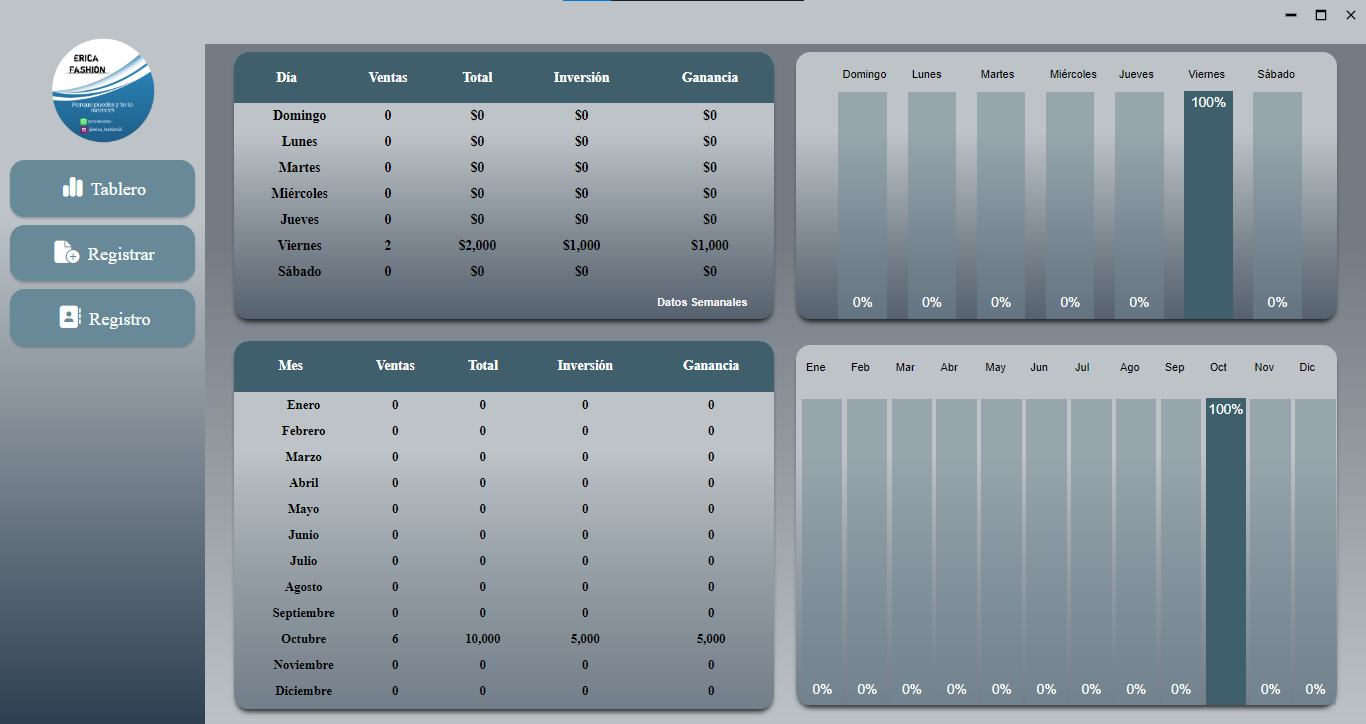 ERICA
FASHION
Porque puedes y te lo
mereces
@erica_fashion25
Tablero
Registrar
Registro
Día Ventas Total Inversión Ganancia
Domingo 0 $0 $0 $0
Lunes 0 $0 $0 $0
Martes 0 $0 $0 $0
Miércoles 0 $0 $0 $0
Jueves 0 $0 $0 $0
Viernes 2 $2,000 $1,000 $1,000
Sábado 0 $0 $0 $0
Datos Semanales
Domingo Lunes Martes Miércoles Jueves Viernes Sábado
100%
0% 0% 0% 0% 0% 0%
Mes Ventas Total Inversión Ganancia
Enero 0 0 0 0
Febrero 0 0 0 0
Marzo 0 0 0 0
Abril 0 0 0 0
Mayo 0 0 0 0
Junio 0 0 0 0
Julio 0 0 0 0
Agosto 0 0 0 0
Septiembre 0 0 0 0
Octubre 6 10,000 5,000 5,000
Noviembre 0 0 0 0
Diciembre 0 0 0 0
Ene Feb Mar Abr May Jun Jul Ago Sep Oct Nov Dic
100%
0% 0% 0% 0% 0% 0% 0% 0% 0% 0% 0%